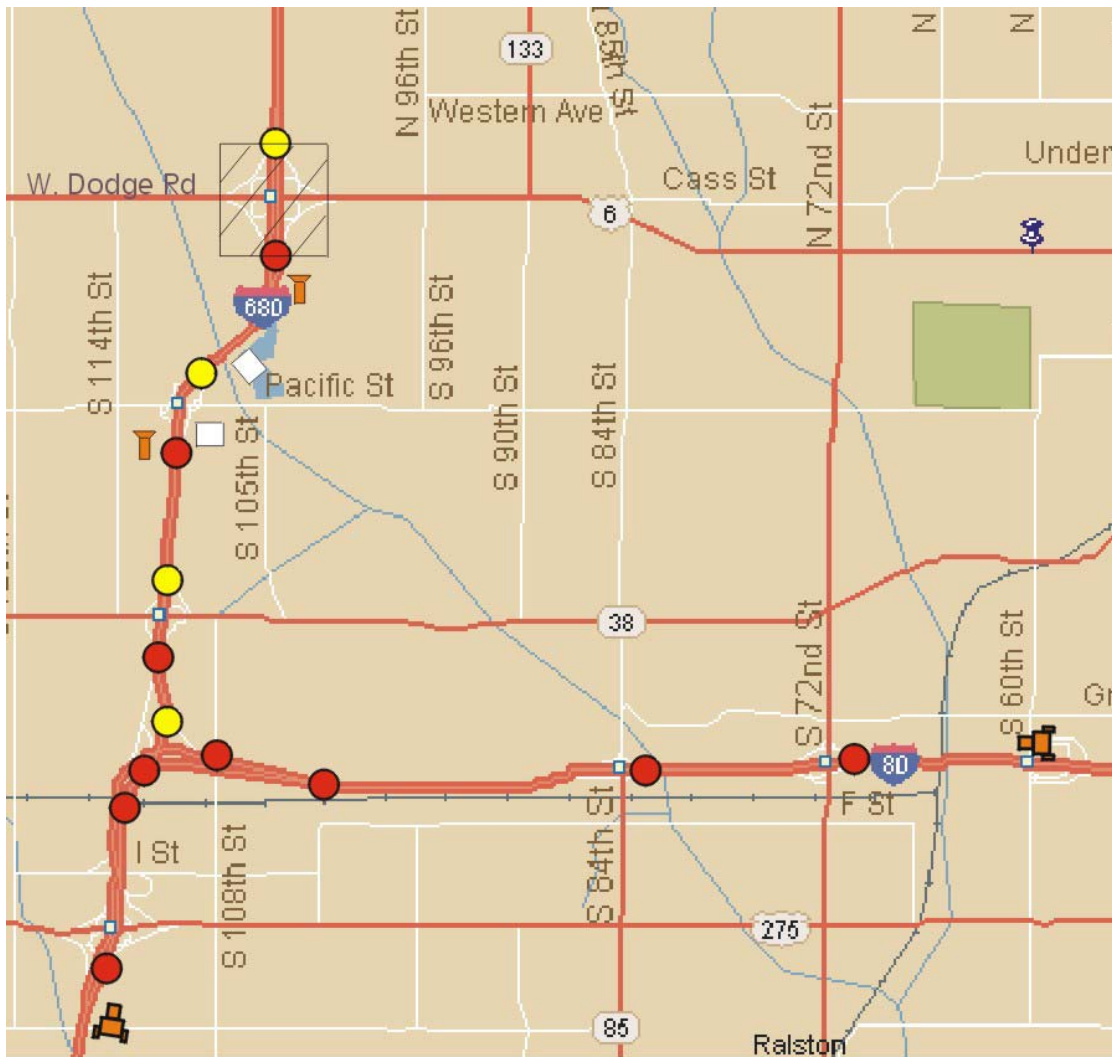 N 96th St
133
N 85th St
N
N
Western Ave
N 72nd St
Under
W. Dodge Rd
Cass St
6
680
S 114th St
S 96th St
Pacific St
S 90th St
S 84th St
S 105th St
38
S 72nd St
S 60th St
Gr
80
F St
I St
S 84th St
S 108th St
275
85
Ralston